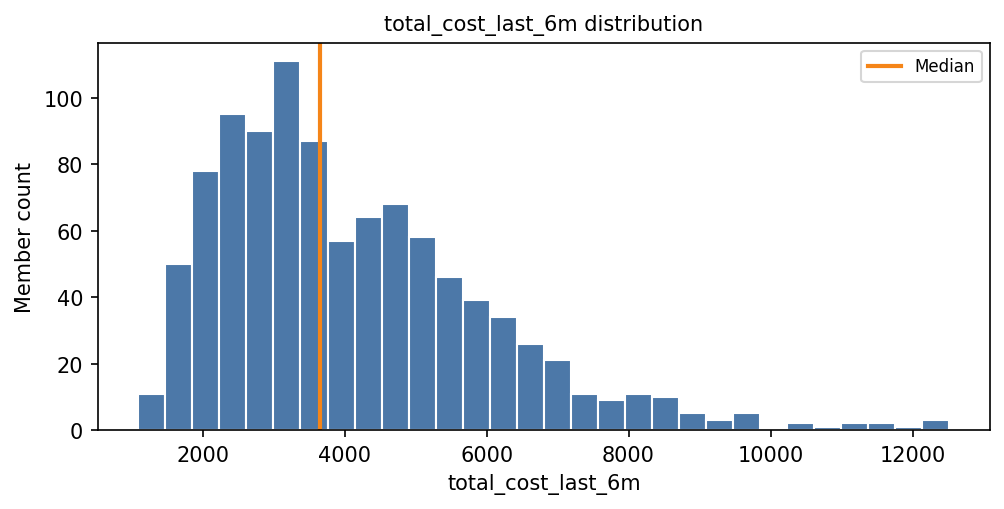 total_cost_last_6m distribution
Median
Member count
100
80
60
40
20
0
2000 4000 6000 8000 10000 12000
total_cost_last_6m